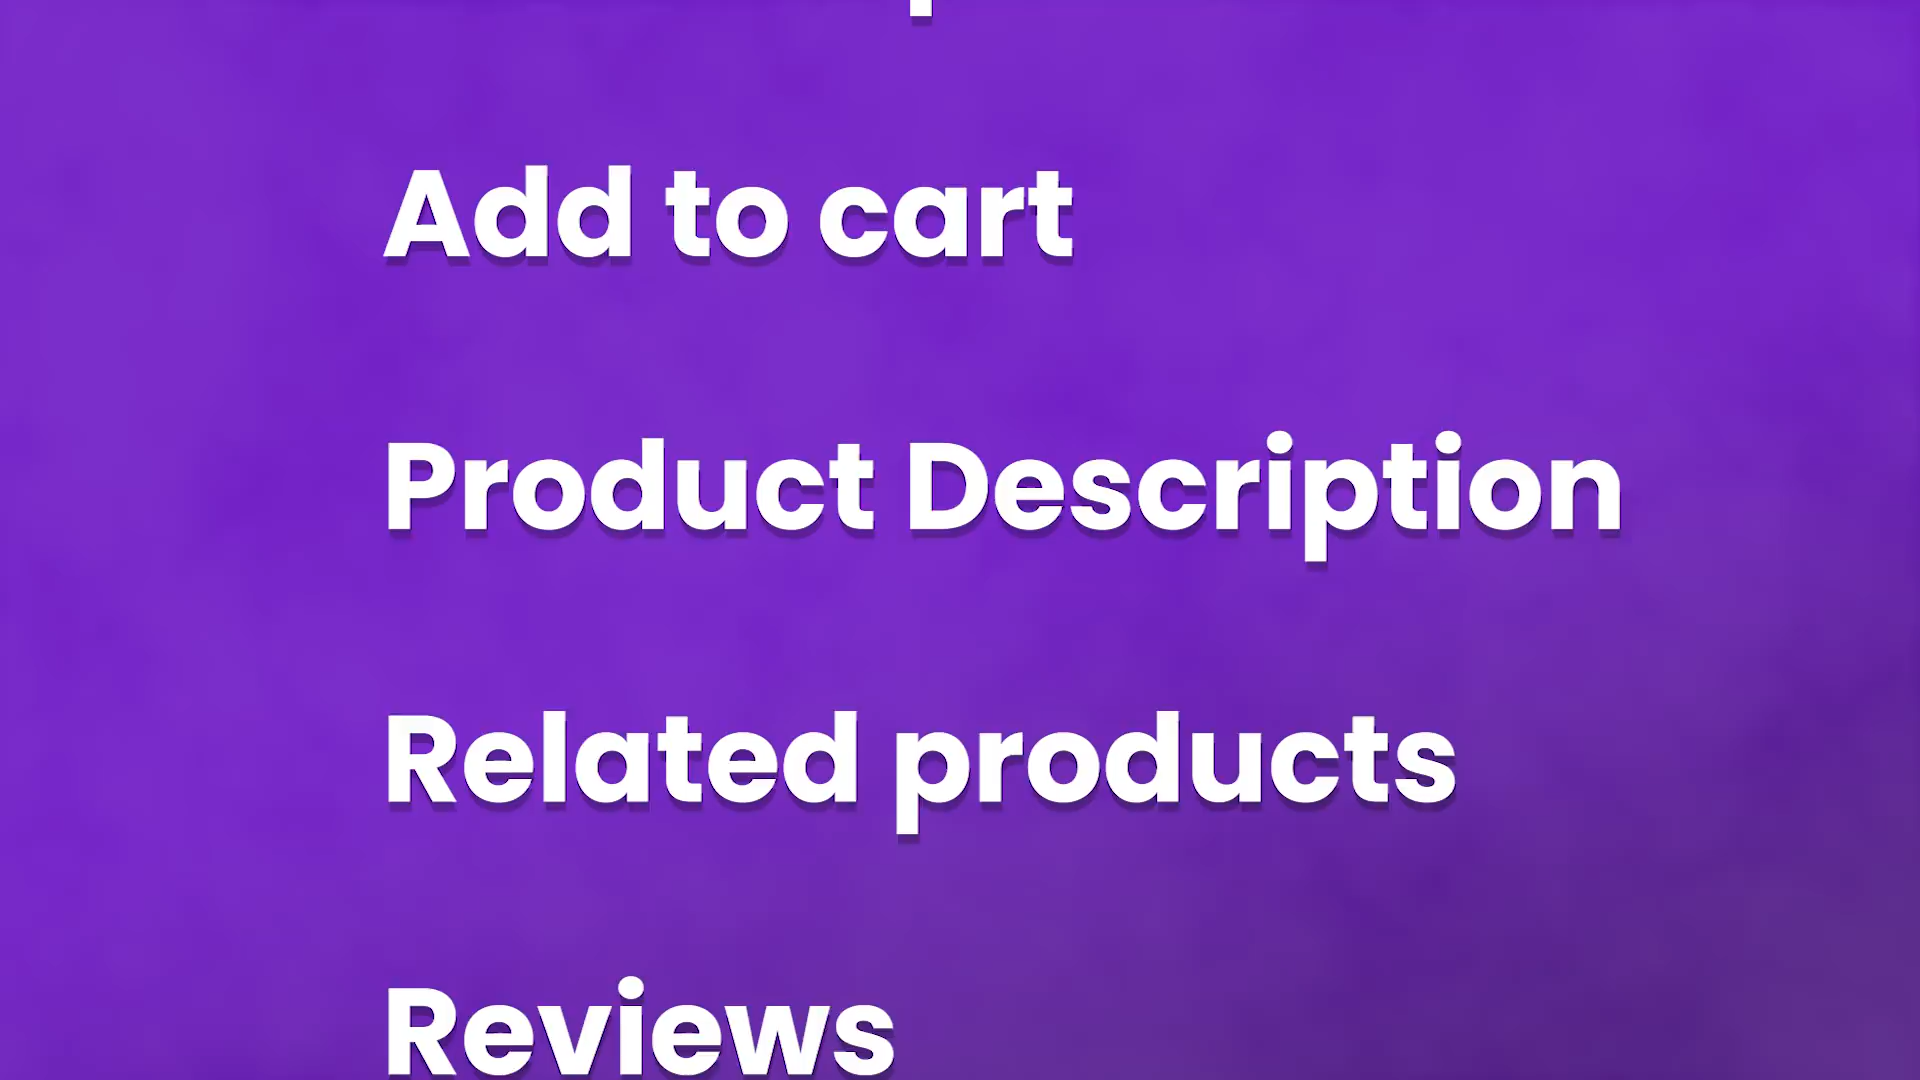 Add to cart
Product Description
Related products
Reviews